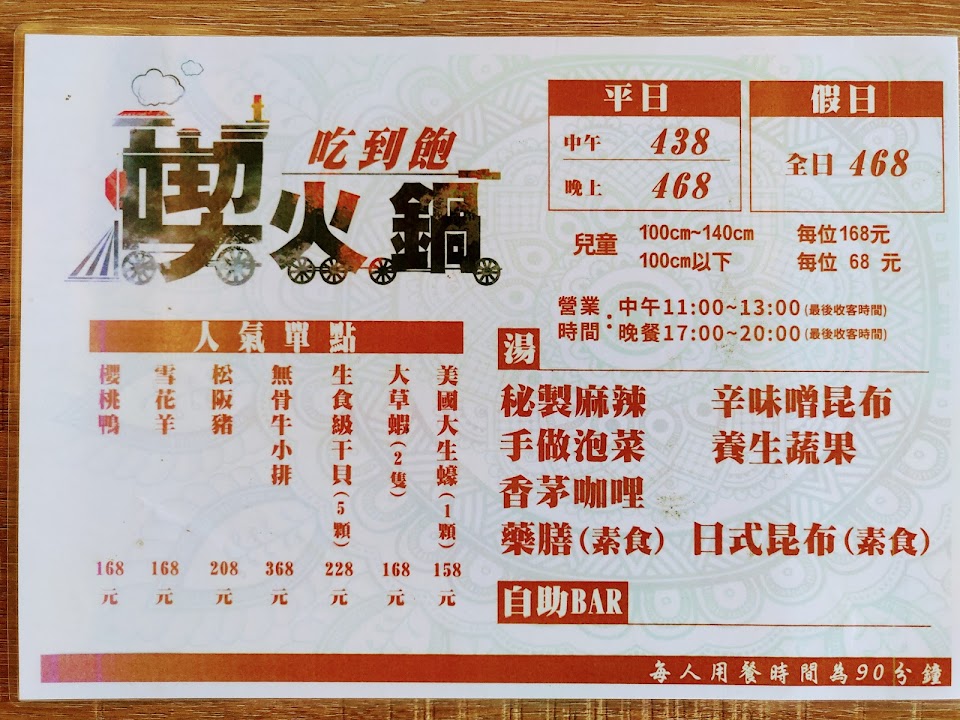 吃到飽
喫火鍋
平日
中午 438
晚上 468
假日
全日 468
兒童 100cm~140cm 每位168元
100cm以下 每位 68 元
營業時間：中午11:00~13:00(最後收客時間)
晚餐17:00~20:00(最後收客時間)
人氣單點
櫻桃鴨 168元
雪花羊 168元
松阪豬 208元
無骨牛小排 368元
生食級干貝(5顆) 228元
大草蝦(2隻) 168元
美國大生蠔(1顆) 158元
湯
秘製麻辣 辛味噌昆布
手做泡菜 養生蔬果
香茅咖哩
藥膳(素食) 日式昆布(素食)
自助BAR
每人用餐時間為90分鐘